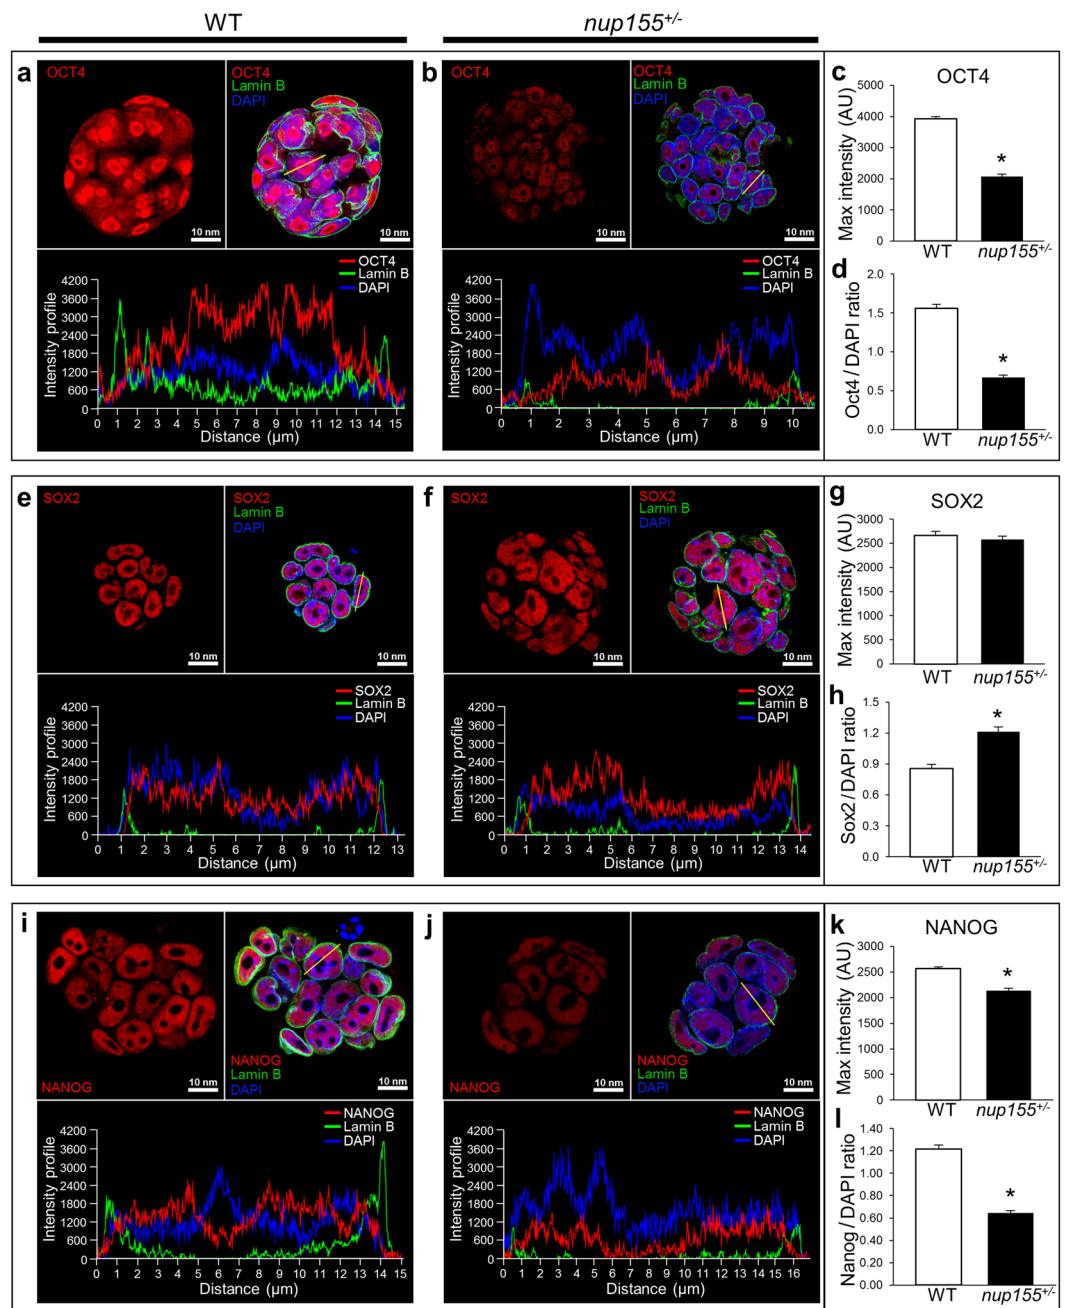 WT
nup155+/-
a
OCT4
OCT4
Lamin B
DAPI
10 nm
10 nm
OCT4
Lamin B
DAPI
Intensity profile
4200
3600
3000
2400
1800
1200
600
0
0 1 2 3 4 5 6 7 8 9 10 11 12 13 14 15
Distance (µm)
b
OCT4
OCT4
Lamin B
DAPI
10 nm
10 nm
OCT4
Lamin B
DAPI
Intensity profile
4200
3600
3000
2400
1800
1200
600
0
0 1 2 3 4 5 6 7 8 9 10
Distance (µm)
c
OCT4
Max intensity (AU)
5000
4000
3000
2000
1000
0
*
WT nup155+/-
d
Oct4 / DAPI ratio
2.0
1.5
1.0
0.5
0.0
*
WT nup155+/-
e
SOX2
SOX2
Lamin B
DAPI
10 nm
10 nm
SOX2
Lamin B
DAPI
Intensity profile
4200
3600
3000
2400
1800
1200
600
0
0 1 2 3 4 5 6 7 8 9 10 11 12 13
Distance (µm)
f
SOX2
SOX2
Lamin B
DAPI
10 nm
10 nm
SOX2
Lamin B
DAPI
Intensity profile
4200
3600
3000
2400
1800
1200
600
0
0 1 2 3 4 5 6 7 8 9 10 11 12 13 14
Distance (µm)
g
SOX2
Max intensity (AU)
3000
2500
2000
1500
1000
500
0
WT nup155+/-
h
Sox2 / DAPI ratio
1.5
1.2
0.9
0.6
0.3
0.0
*
WT nup155+/-
i
NANOG
10 nm
NANOG
Lamin B
DAPI
10 nm
NANOG
Lamin B
DAPI
Intensity profile
4200
3600
3000
2400
1800
1200
600
0
0 1 2 3 4 5 6 7 8 9 10 11 12 13 14 15
Distance (µm)
j
NANOG
10 nm
NANOG
Lamin B
DAPI
10 nm
NANOG
Lamin B
DAPI
Intensity profile
4200
3600
3000
2400
1800
1200
600
0
0 1 2 3 4 5 6 7 8 9 10 11 12 13 14 15 16
Distance (µm)
k
NANOG
Max intensity (AU)
3000
2500
2000
1500
1000
500
0
*
WT nup155+/-
l
Nanog / DAPI ratio
1.40
1.20
1.00
0.80
0.60
0.40
0.20
0.00
*
WT nup155+/-